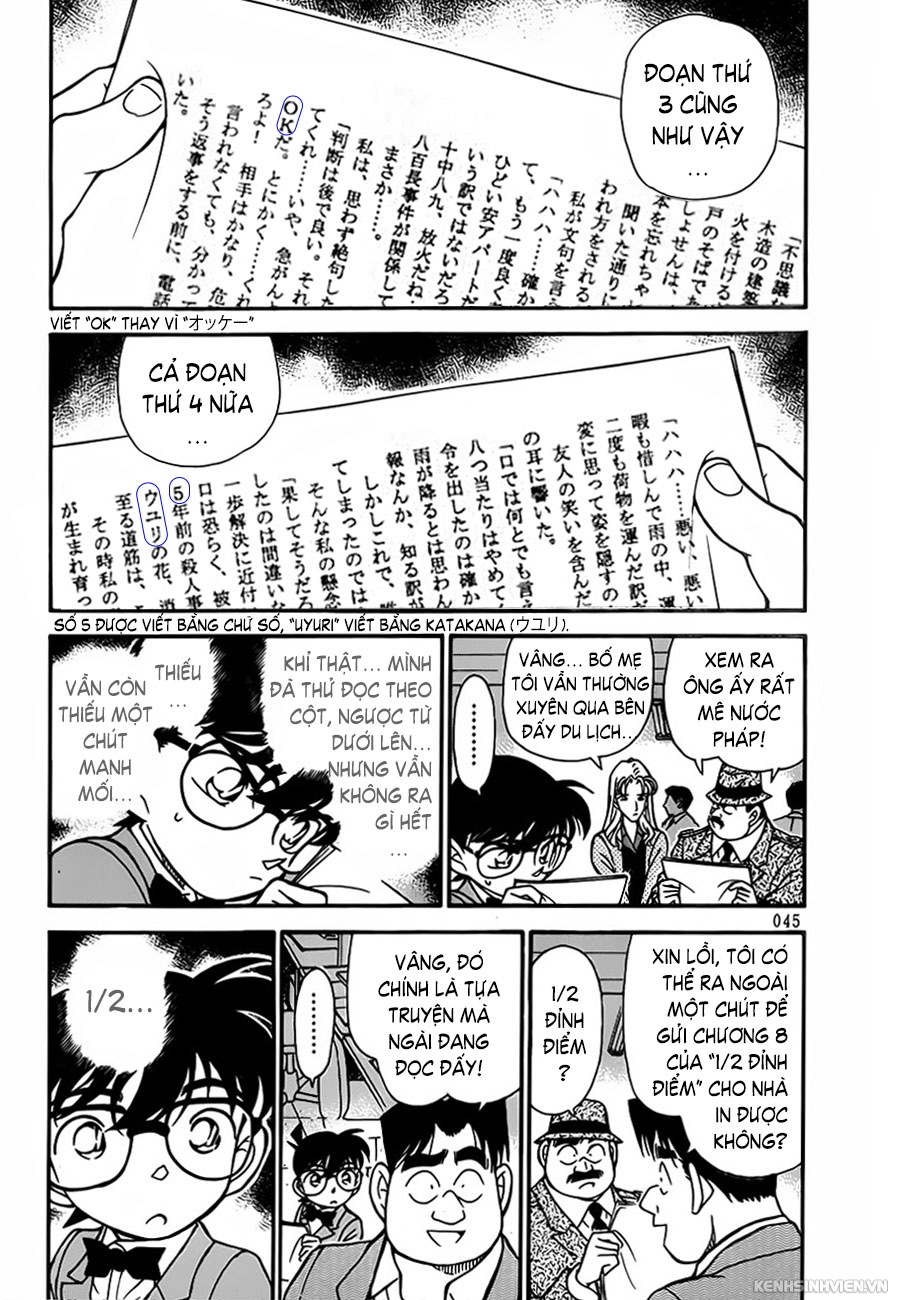 ĐOẠN THỨ
3 CŨNG
NHƯ VẬY
...
「不思議な
木造の建築
火を付ける
戸のそばで
しょせんは、
本を忘れちゃ
聞いた通りに
われ方をされる
私が文句を言
「ハハハ……確か
て、もう一度良く
ひどい安アパートだ
いう訳ではないだろ
十中八九、放火だね
八百長事件が関係して
まさか……。
私は、思わず絶句した
「判断は後で良い。それ
てくれ……いや、急がん
OKだ。とにかく……くれ
ろよ！　相手はかなり、危
言われなくても、分かって
そう返事をする前に、電話
いた。
VIẾT “OK” THAY VÌ “オッケー”
CẢ ĐOẠN
THỨ 4 NỮA
...
「ハハハ……悪い、悪い
暇も惜しんで雨の中、運
二度も荷物を運んだ訳だ
変に思って姿を隠すの
友人の笑いを含んだ
の耳に響いた。
「口では何とでも言え
八つ当たりはやめてく
令を出したのは確か
雨が降るとは思わん
報なんか、知る訳が
しかしこれで、
てしまったのでは
そんな私の懸念
「果してそうだろ
したのは間違いな
一歩解決に近付
口は恐らく、被
5年前の殺人事
ウユリの花、
至る道筋は、
その時私の
が生まれ育っ
SỐ 5 ĐƯỢC VIẾT BẰNG CHỮ SỐ, “UYURI” VIẾT BẰNG KATAKANA (ウユリ).
XEM RA
ÔNG ẤY RẤT
MÊ NƯỚC
PHÁP!
VÂNG... BỐ MẸ
TÔI VẪN THƯỜNG
XUYÊN QUA BÊN
ĐẤY DU LỊCH..
………
KHỈ THẬT... MÌNH
ĐÀ THỬ ĐỌC THEO
CỘT, NGƯỢC TỪ
DƯỚI LÊN...
NHƯNG VẪN
KHÔNG RA
GÌ HẾT
...
THIẾU
...
VẪN CÒN
THIẾU MỘT
CHÚT
MANH
MỐI...
045
XIN LỖI, TÔI CÓ
THỂ RA NGOÀI
MỘT CHÚT ĐỂ
GỬI CHƯƠNG 8
CỦA “1/2 ĐỈNH
ĐIỂM” CHO NHÀ
IN ĐƯỢC
KHÔNG?
1/2
ĐỈNH
ĐIỂM
?
VÂNG, ĐÓ
CHÍNH LÀ TỰA
TRUYỆN MÀ
NGÀI ĐANG
ĐỌC ĐẤY!
………
1/2...
KENHSINHVIEN.VN